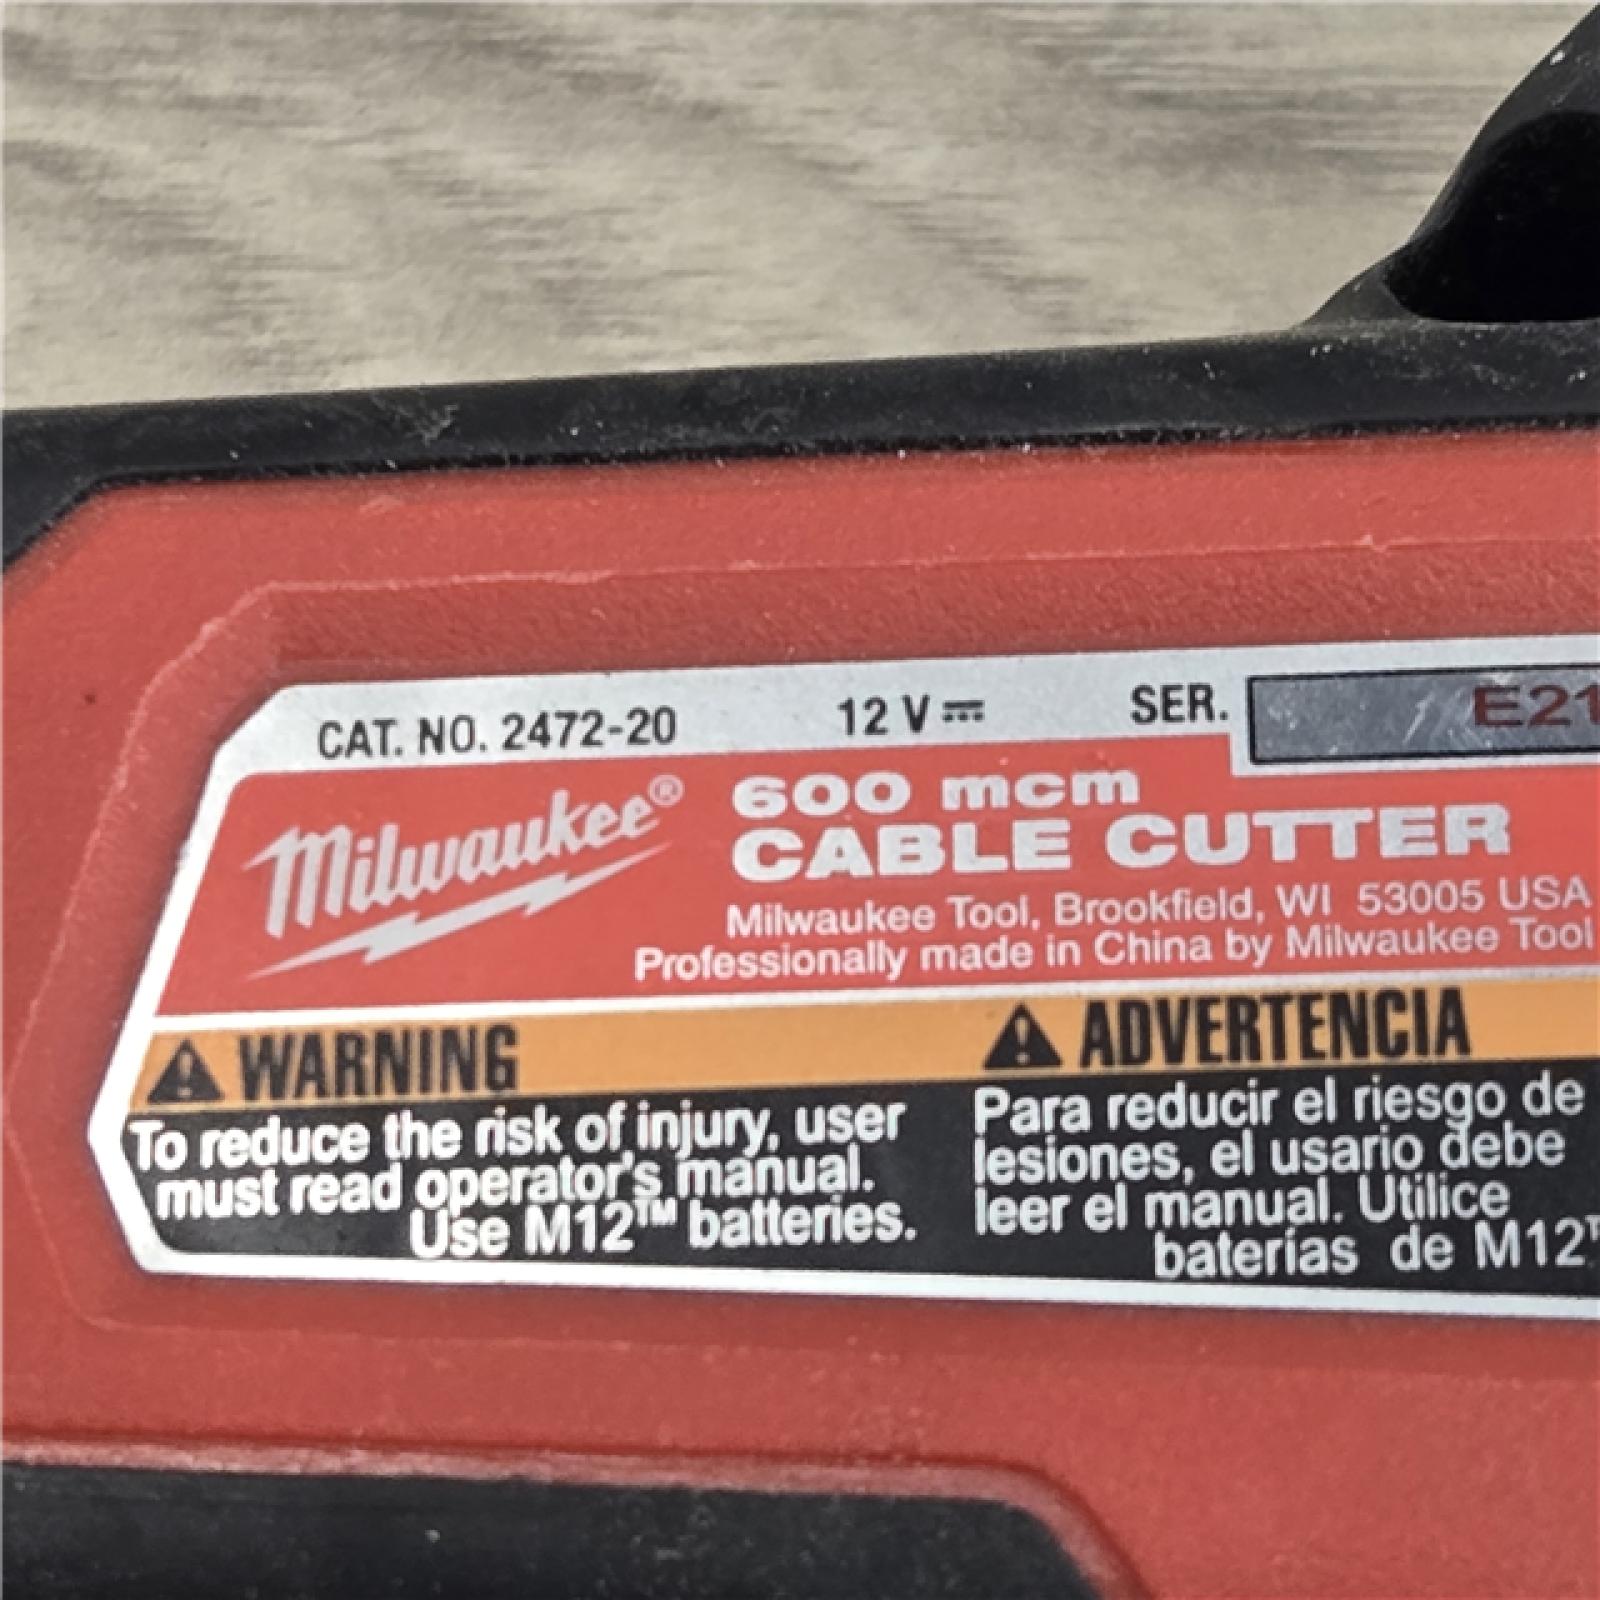 CAT. NO. 2472-20 12 V⎓ SER. E21
Milwaukee®
600 mcm
CABLE CUTTER
Milwaukee Tool, Brookfield, WI 53005 USA
Professionally made in China by Milwaukee Tool
WARNING
To reduce the risk of injury, user
must read operator's manual.
Use M12™ batteries.
ADVERTENCIA
Para reducir el riesgo de
lesiones, el usario debe
leer el manual. Utilice
baterías de M12™